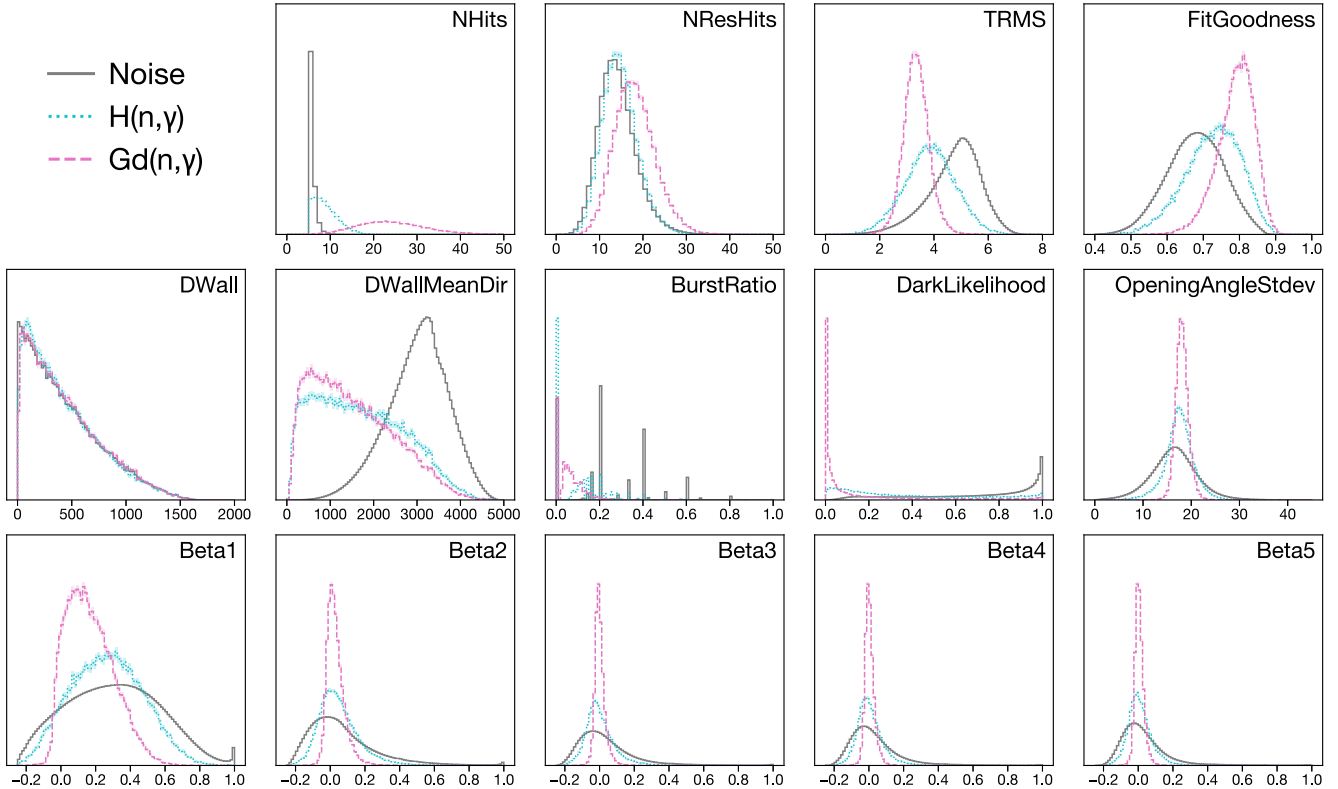 Noise
H(n,γ)
Gd(n,γ)
NHits
0 10 20 30 40 50
NResHits
0 10 20 30 40 50
TRMS
0 2 4 6 8
FitGoodness
0.4 0.5 0.6 0.7 0.8 0.9 1.0
DWall
0 500 1000 1500 2000
DWallMeanDir
0 1000 2000 3000 4000 5000
BurstRatio
0.0 0.2 0.4 0.6 0.8 1.0
DarkLikelihood
0.0 0.2 0.4 0.6 0.8 1.0
OpeningAngleStdev
0 20 40
Beta1
−0.2 0.0 0.2 0.4 0.6 0.8 1.0
Beta2
−0.2 0.0 0.2 0.4 0.6 0.8 1.0
Beta3
−0.2 0.0 0.2 0.4 0.6 0.8 1.0
Beta4
−0.2 0.0 0.2 0.4 0.6 0.8 1.0
Beta5
−0.2 0.0 0.2 0.4 0.6 0.8 1.0